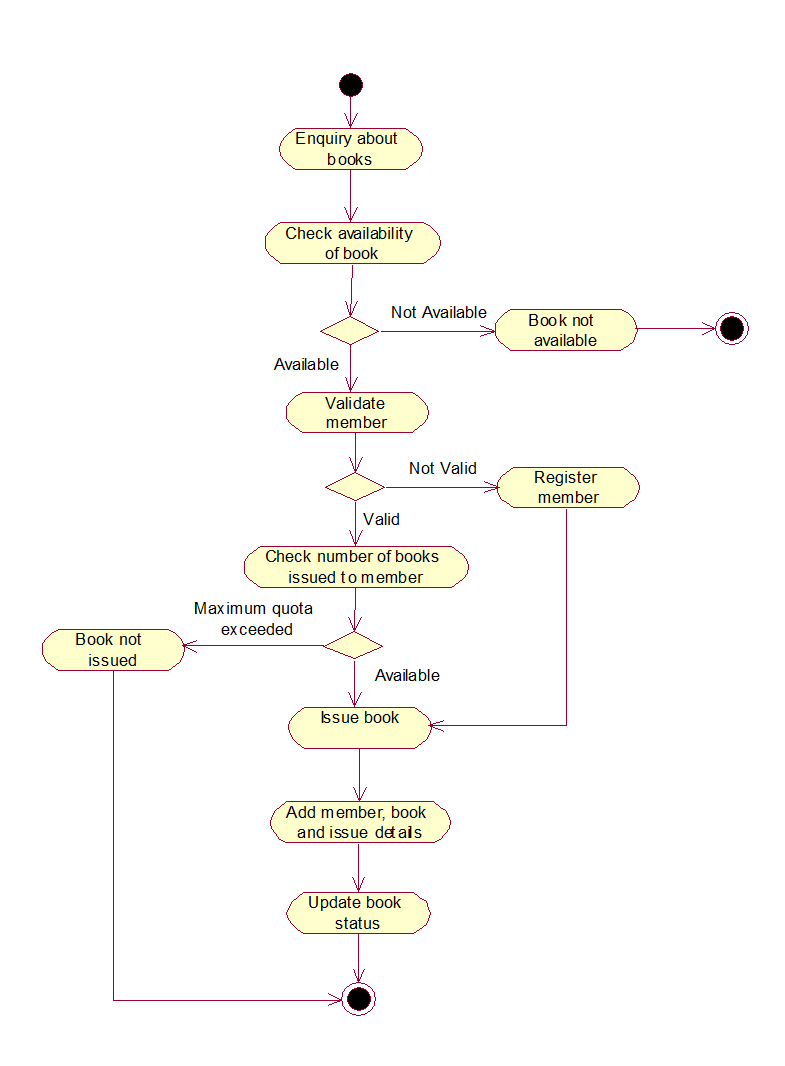 Enquiry about
books
Check availability
of book
Not Available
Book not
available
Available
Validate
member
Not Valid
Register
member
Valid
Check number of books
issued to member
Maximum quota
exceeded
Book not
issued
Available
Issue book
Add member, book
and issue details
Update book
status